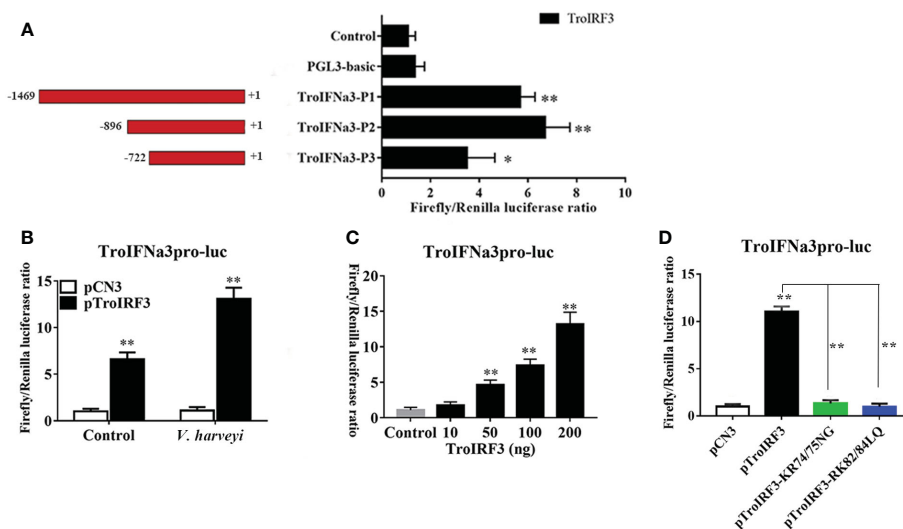 A
TroIRF3
Control
PGL3-basic
-1469 +1 TroIFNa3-P1 **
-896 +1 TroIFNa3-P2 **
-722 +1 TroIFNa3-P3 *
0 2 4 6 8 10
Firefly/Renilla luciferase ratio
B
TroIFNa3pro-luc
Firefly/Renilla luciferase ratio
15
10
5
0
pCN3
pTroIRF3
** **
Control V. harveyi
C
TroIFNa3pro-luc
Firefly/Renilla luciferase ratio
20
15
10
5
0
** ** **
Control 10 50 100 200
TroIRF3 (ng)
D
TroIFNa3pro-luc
Firefly/Renilla luciferase ratio
15
10
5
0
** ** **
pCN3
pTroIRF3
pTroIRF3-KR74/75NG
pTroIRF3-RK82/84LQ